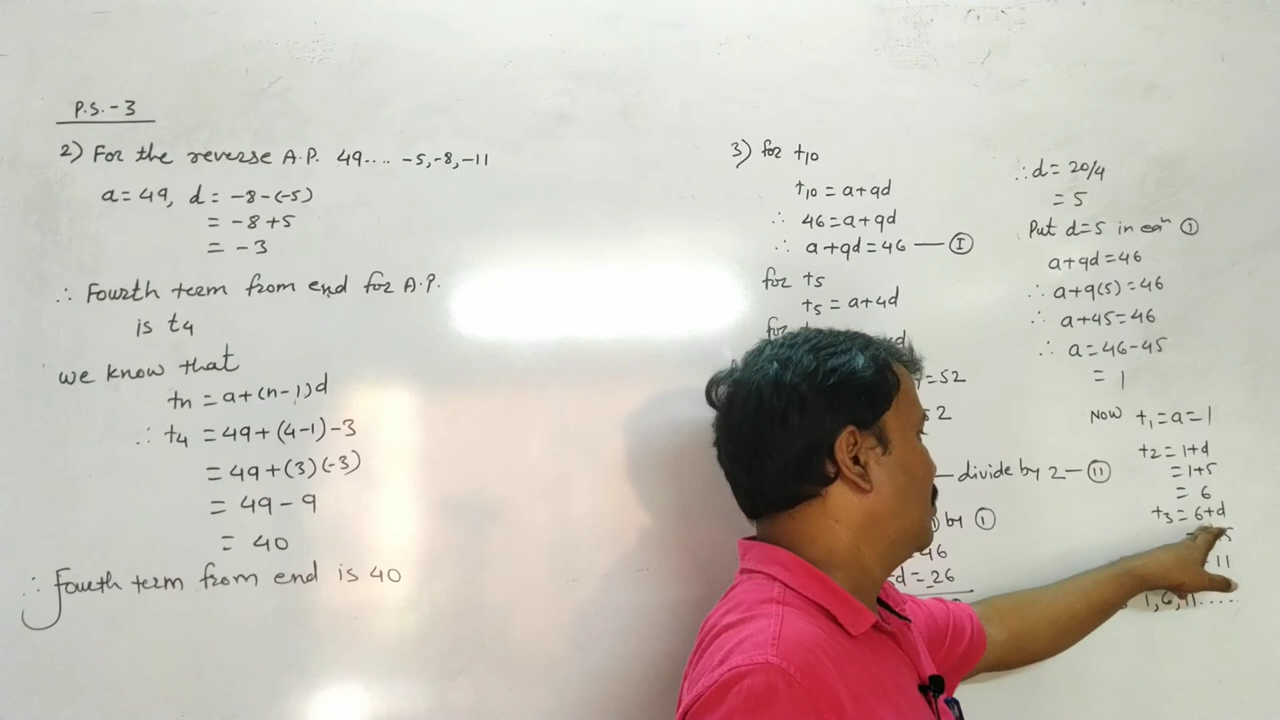 P.S.-3
2) For the reverse A.P. 49.... -5,-8,-11
a=49, d = -8-(-5)
= -8+5
= -3
∴ Fourth term from end for A.P.
is t4
we know that
tn = a+(n-1)d
∴ t4 = 49+(4-1)-3
= 49+(3)(-3)
= 49-9
= 40
∴ Fourth term from end is 40
3) for t10
t10 = a+9d
∴ 46=a+9d
∴ a+9d=46 — I
for t5
t5 = a+4d
for
=52
divide by 2 — II
by I
46
d = 26
∴ d= 20/4
= 5
Put d=5 in eqn I
a+9d=46
∴ a+9(5)=46
∴ a+45=46
∴ a=46-45
= 1
Now t1=a=1
t2=1+d
=1+5
= 6
t3=6+d
11
1,6,11.....